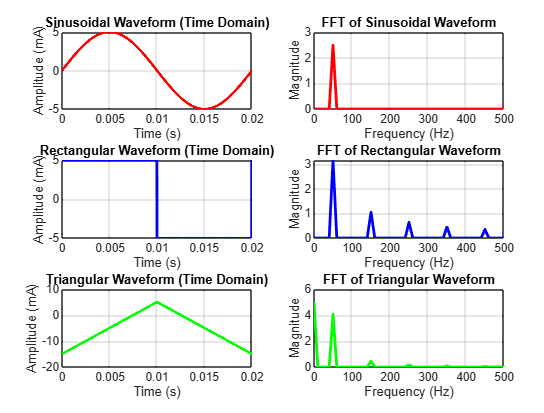 Sinusoidal Waveform (Time Domain)
Amplitude (mA)
5
0
-5
0 0.005 0.01 0.015 0.02
Time (s)
FFT of Sinusoidal Waveform
Magnitude
3
2
1
0
0 100 200 300 400 500
Frequency (Hz)
Rectangular Waveform (Time Domain)
Amplitude (mA)
5
0
-5
0 0.005 0.01 0.015 0.02
Time (s)
FFT of Rectangular Waveform
Magnitude
3
2
1
0
0 100 200 300 400 500
Frequency (Hz)
Triangular Waveform (Time Domain)
Amplitude (mA)
10
0
-10
-20
0 0.005 0.01 0.015 0.02
Time (s)
FFT of Triangular Waveform
Magnitude
6
4
2
0
0 100 200 300 400 500
Frequency (Hz)